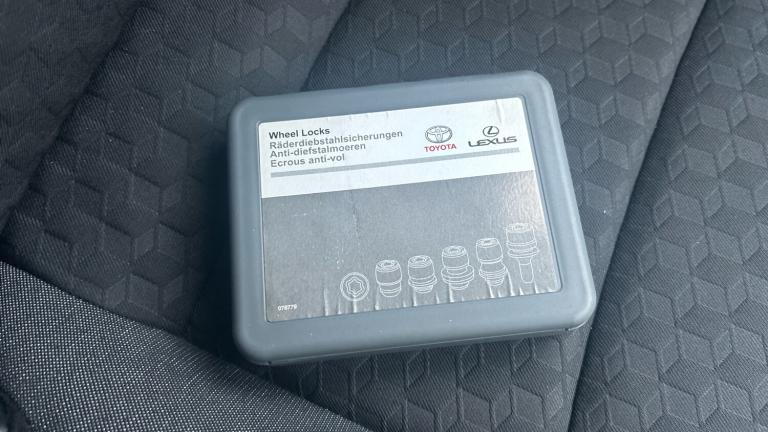 Wheel Locks
Räderdiebstahlsicherungen
Anti-diefstalmoeren
Ecrous anti-vol
TOYOTA
LEXUS
078779